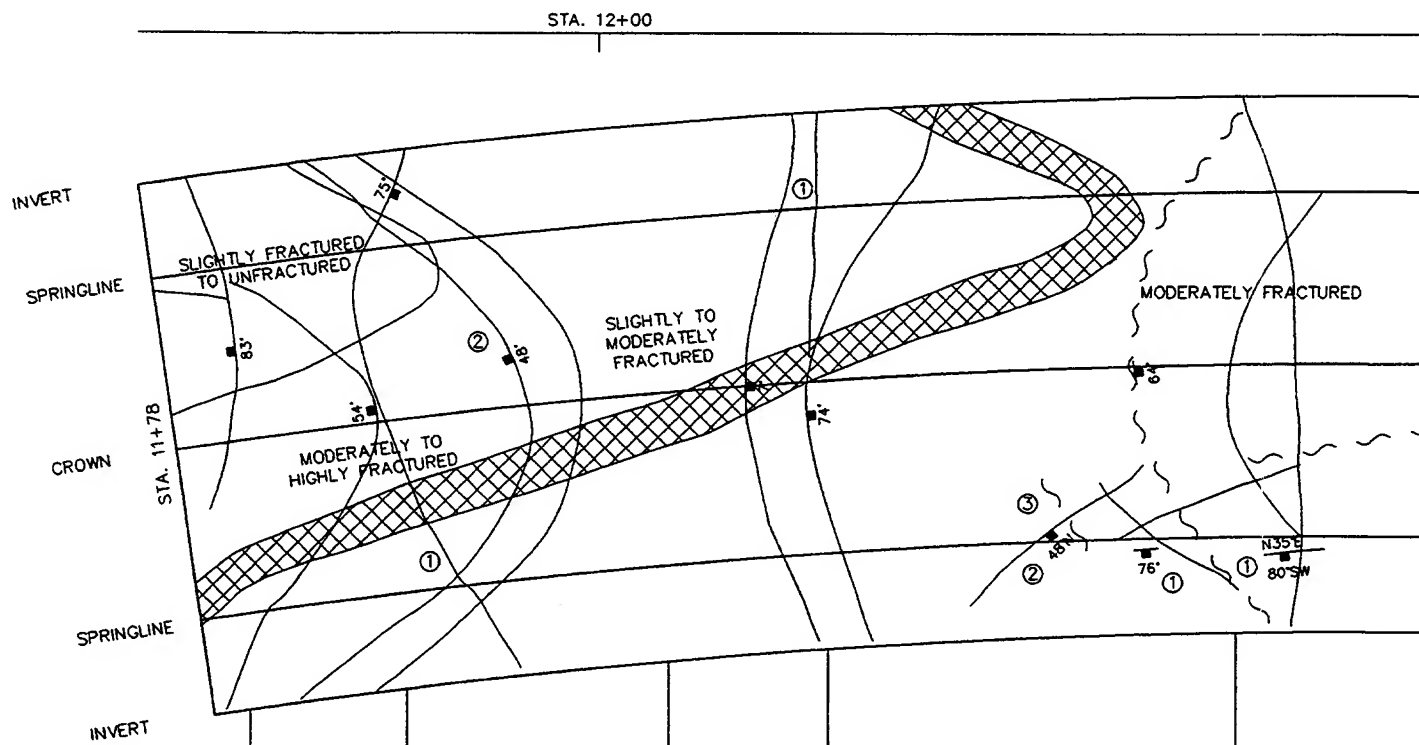 STA. 12+00
INVERT
75°
①
SLIGHTLY FRACTURED
TO UNFRACTURED
SPRINGLINE
MODERATELY FRACTURED
SLIGHTLY TO
MODERATELY
FRACTURED
②
48°
83°
64°
54°
74°
STA. 11+78
CROWN
MODERATELY TO
HIGHLY FRACTURED
③
①
48°N
②
76°
①
①
N35°E
80°SW
SPRINGLINE
INVERT